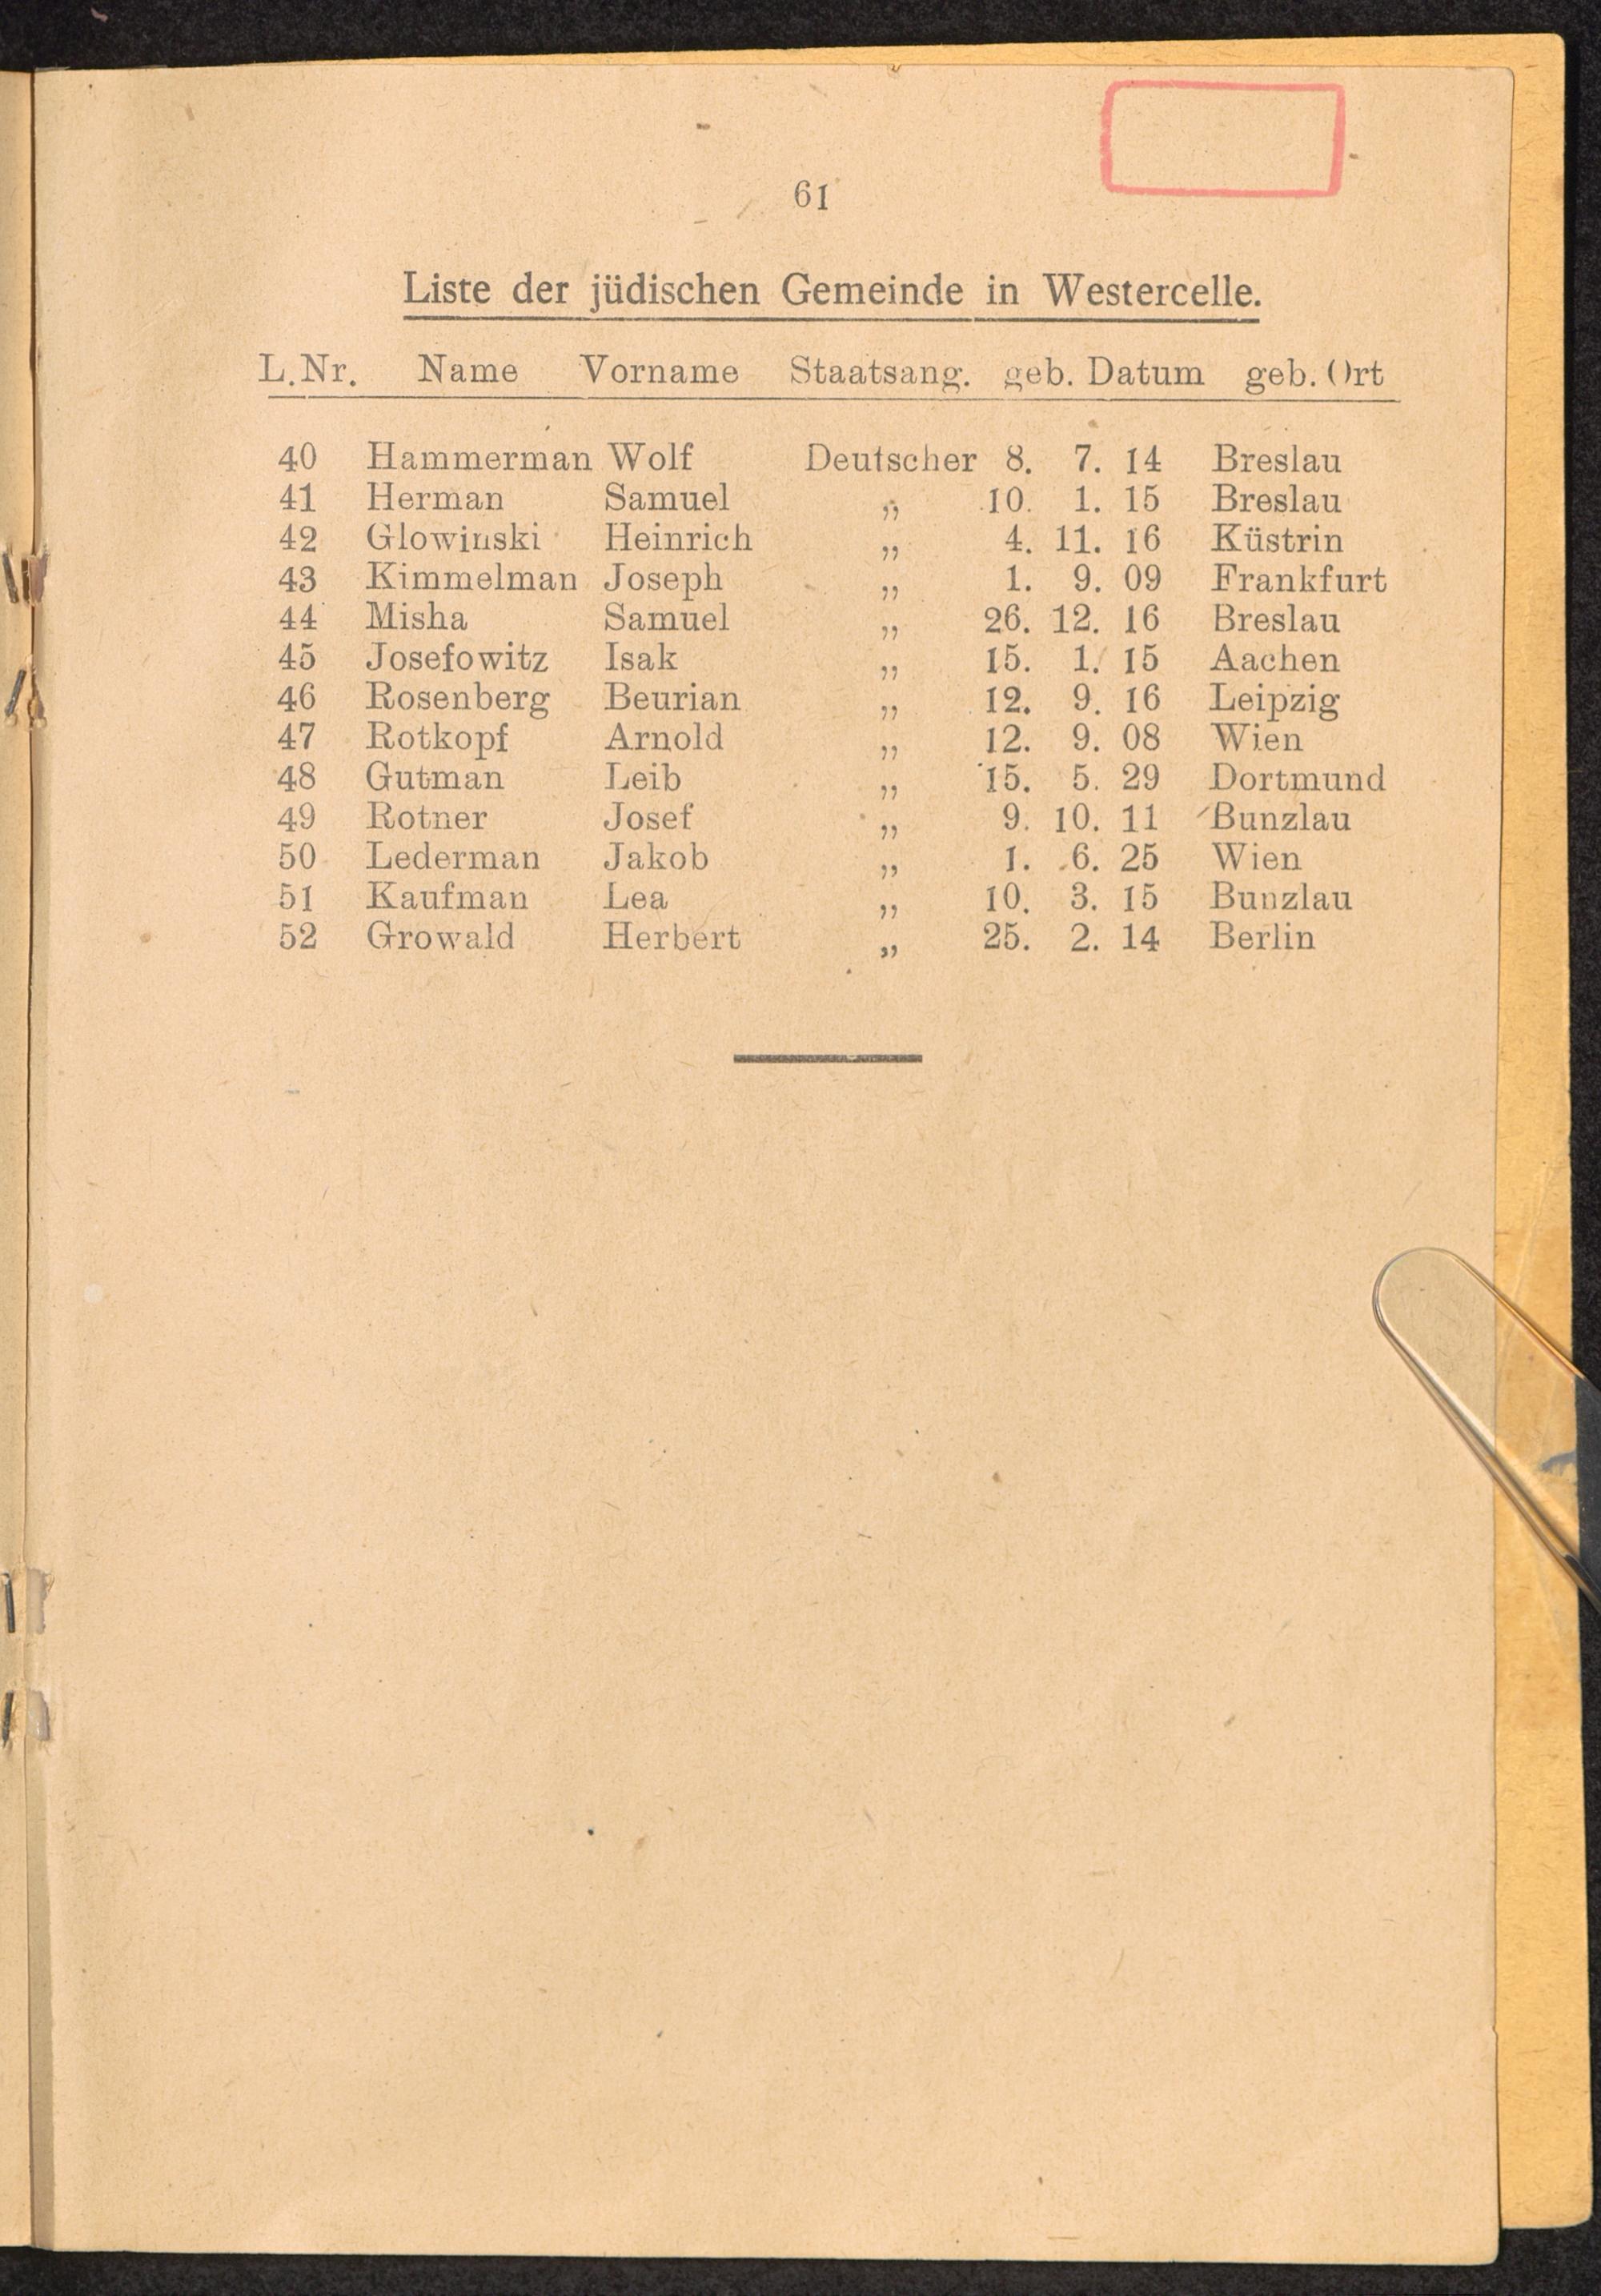 61
Liste der jüdischen Gemeinde in Westercelle.
L.Nr. Name Vorname Staatsang. geb. Datum geb. Ort
40 Hammerman Wolf Deutscher 8. 7. 14 Breslau
41 Herman Samuel „ 10. 1. 15 Breslau
42 Glowinski Heinrich „ 4. 11. 16 Küstrin
43 Kimmelman Joseph „ 1. 9. 09 Frankfurt
44 Misha Samuel „ 26. 12. 16 Breslau
45 Josefowitz Isak „ 15. 1. 15 Aachen
46 Rosenberg Beurian „ 12. 9. 16 Leipzig
47 Rotkopf Arnold „ 12. 9. 08 Wien
48 Gutman Leib „ 15. 5. 29 Dortmund
49 Rotner Josef „ 9. 10. 11 Bunzlau
50 Lederman Jakob „ 1. 6. 25 Wien
51 Kaufman Lea „ 10. 3. 15 Bunzlau
52 Growald Herbert „ 25. 2. 14 Berlin